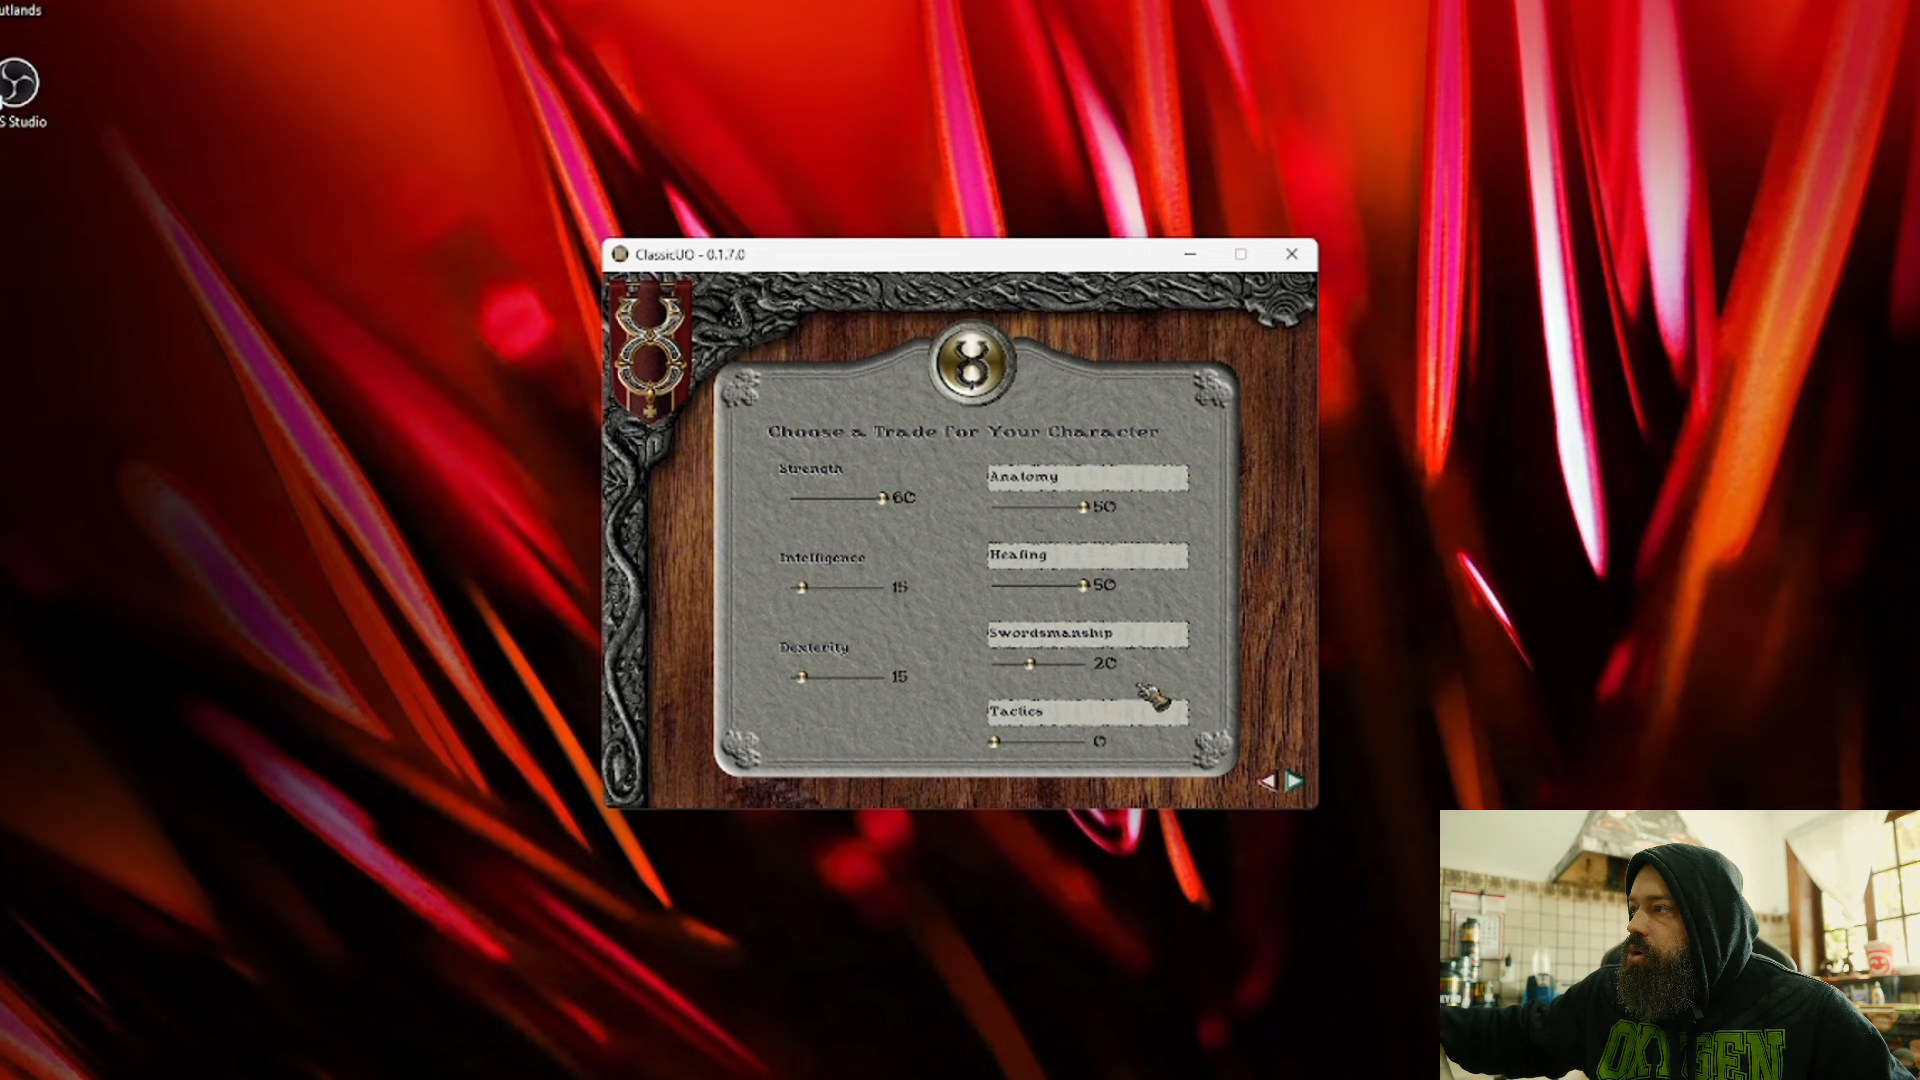 utlands
S Studio
ClassicUO - 0.1.7.0
Choose a Trade for Your Character
Strength
60
Intelligence
15
Dexterity
15
Anatomy
50
Healing
50
Swordsmanship
20
Tactics
0
OXYGEN